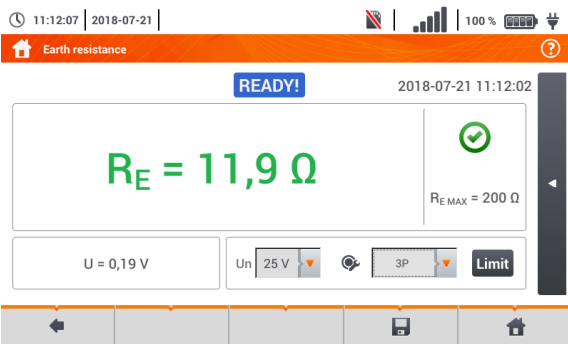 11:12:07 2018-07-21 100 %
Earth resistance ?
READY! 2018-07-21 11:12:02
RE = 11,9 Ω
RE MAX = 200 Ω
U = 0,19 V Un 25 V 3P Limit